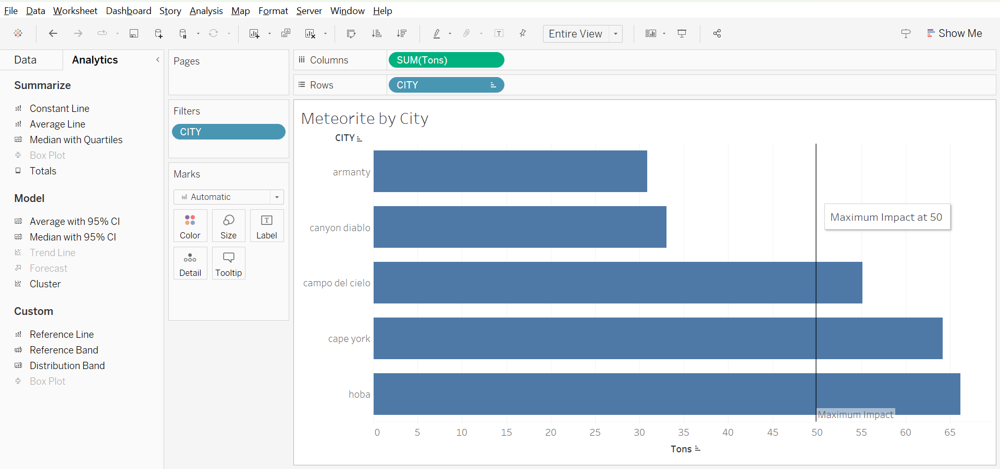 File Data Worksheet Dashboard Story Analysis Map Format Server Window Help
Entire View
Show Me
Data Analytics
Summarize
Constant Line
Average Line
Median with Quartiles
Box Plot
Totals
Model
Average with 95% CI
Median with 95% CI
Trend Line
Forecast
Cluster
Custom
Reference Line
Reference Band
Distribution Band
Box Plot
Pages
Filters
CITY
Marks
Automatic
Color Size T Label
Detail Tooltip
Columns SUM(Tons)
Rows CITY
Meteorite by City
CITY
armanty
canyon diablo
campo del cielo
cape york
hoba
Maximum Impact at 50
Maximum Impact
0 5 10 15 20 25 30 35 40 45 50 55 60 65
Tons